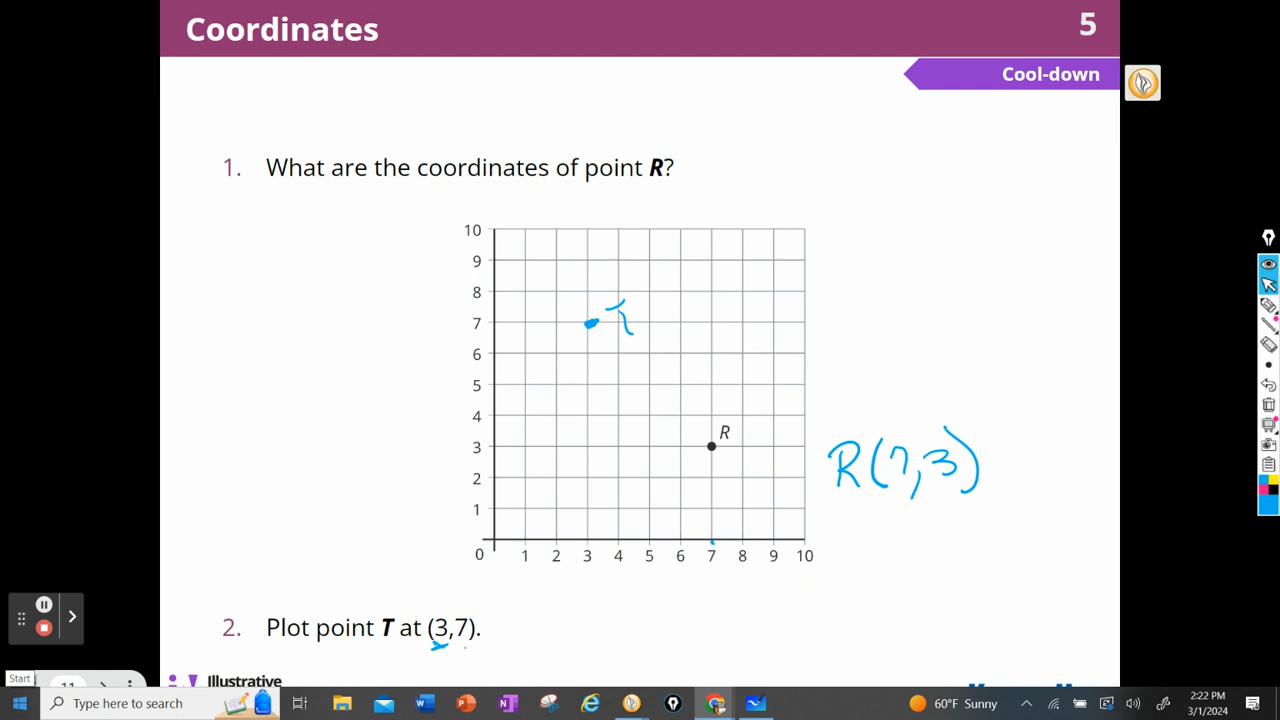 Coordinates 5
Cool-down
1. What are the coordinates of point R?
10
9
8
7 T
6
5
4 R
3
2
1
0 1 2 3 4 5 6 7 8 9 10
R(7,3)
2. Plot point T at (3,7).
Illustrative
Start
Type here to search
60°F Sunny
2:22 PM
3/1/2024